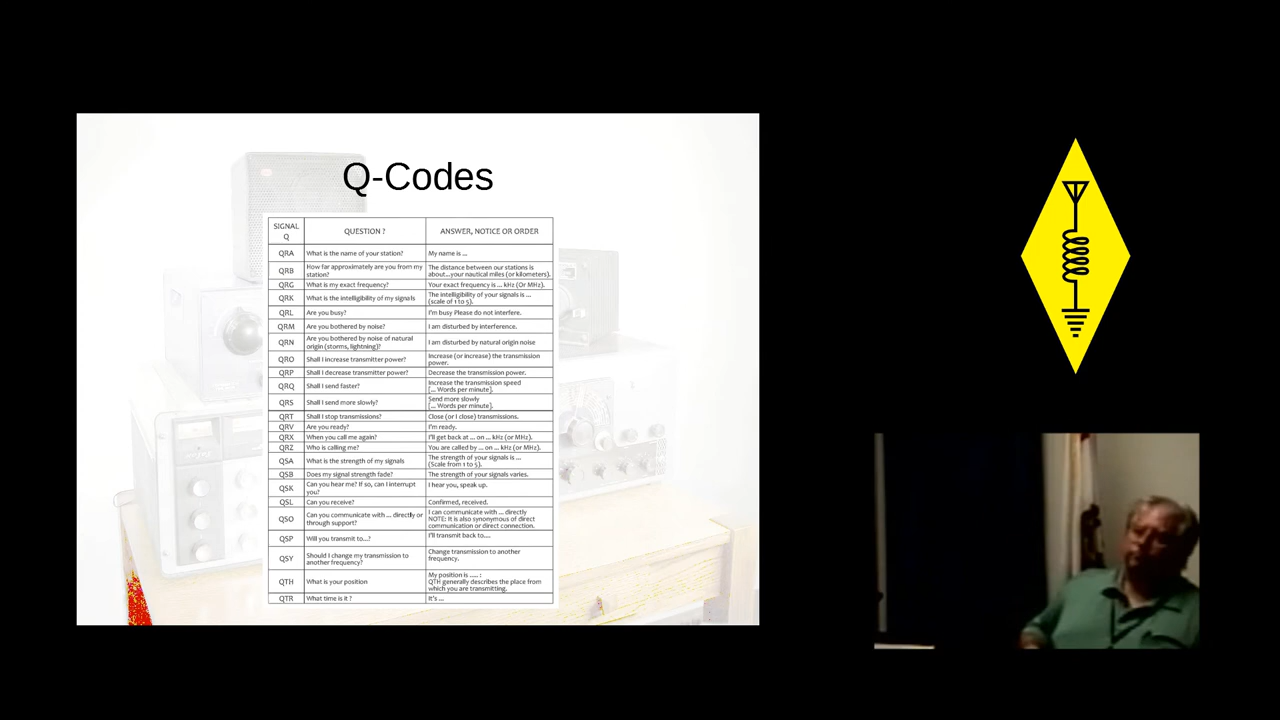 Q-Codes
SIGNAL
Q
QUESTION ?
ANSWER, NOTICE OR ORDER
QRA
What is the name of your station?
My name is ...
QRB
How far approximately are you from my
station?
The distance between our stations is
about...your nautical miles (or kilometers).
QRG
What is my exact frequency?
Your exact frequency is ... kHz (Or MHz).
QRK
What is the intelligibility of my signals
The intelligibility of your signals is ...
(scale of 1 to 5).
QRL
Are you busy?
I'm busy Please do not interfere.
QRM
Are you bothered by noise?
I am disturbed by interference.
QRN
Are you bothered by noise of natural
origin (storms, lightning)?
I am disturbed by natural origin noise
QRO
Shall I increase transmitter power?
Increase (or increase) the transmission
power.
QRP
Shall I decrease transmitter power?
Decrease the transmission power.
QRQ
Shall I send faster?
Increase the transmission speed
[... Words per minute].
QRS
Shall I send more slowly?
Send more slowly
[... Words per minute].
QRT
Shall I stop transmissions?
Close (or I close) transmissions.
QRV
Are you ready?
I'm ready.
QRX
When you call me again?
I'll get back at ... on ... kHz (or MHz).
QRZ
Who is calling me?
You are called by ... on ... kHz (or MHz).
QSA
What is the strength of my signals
The strength of your signals is ...
(Scale from 1 to 5).
QSB
Does my signal strength fade?
The strength of your signals varies.
QSK
Can you hear me? If so, can I interrupt
you?
I hear you, speak up.
QSL
Can you receive?
Confirmed, received.
QSO
Can you communicate with ... directly or
through support?
I can communicate with ... directly
NOTE: It is also synonymous of direct
communication or direct connection.
QSP
Will you transmit to...?
I'll transmit back to....
QSY
Should I change my transmission to
another frequency?
Change transmission to another
frequency.
QTH
What is your position
My position is ..... :
QTH generally describes the place from
which you are transmitting.
QTR
What time is it ?
It's ...